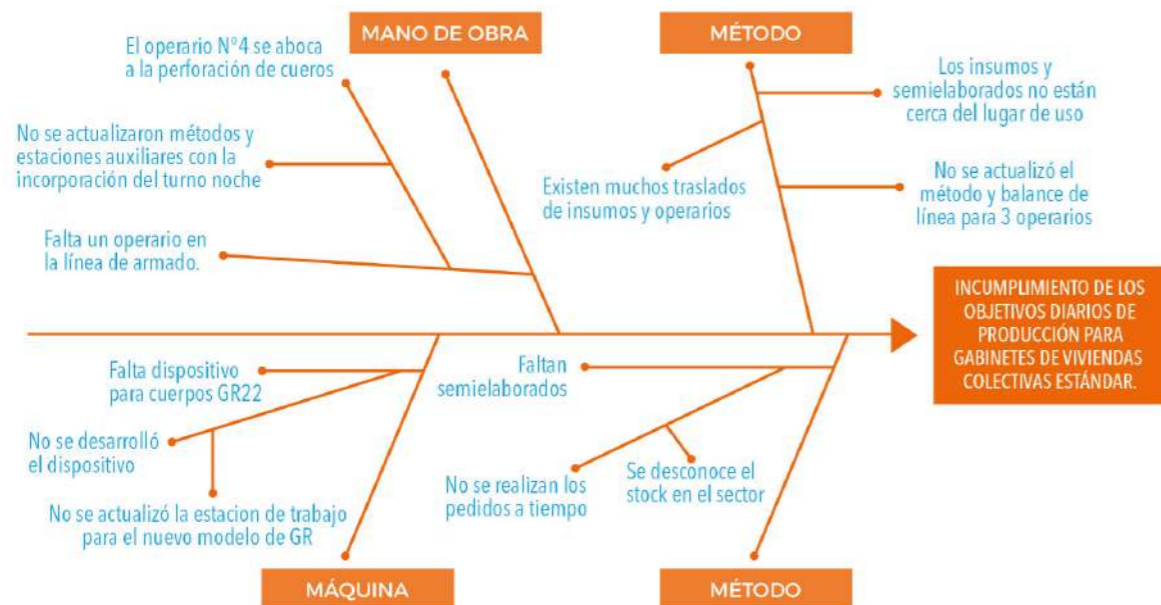 MANO DE OBRA
MÉTODO
El operario N°4 se aboca
a la perforación de cueros
No se actualizaron métodos y
estaciones auxiliares con la
incorporación del turno noche
Falta un operario en
la línea de armado.
Los insumos y
semielaborados no están
cerca del lugar de uso
Existen muchos traslados
de insumos y operarios
No se actualizó el
método y balance de
línea para 3 operarios
INCUMPLIMIENTO DE LOS
OBJETIVOS DIARIOS DE
PRODUCCIÓN PARA
GABINETES DE VIVIENDAS
COLECTIVAS ESTÁNDAR.
Falta dispositivo
para cuerpos GR22
No se desarrolló
el dispositivo
No se actualizó la estacion de trabajo
para el nuevo modelo de GR
Faltan
semielaborados
No se realizan los
pedidos a tiempo
Se desconoce el
stock en el sector
MÁQUINA
MÉTODO